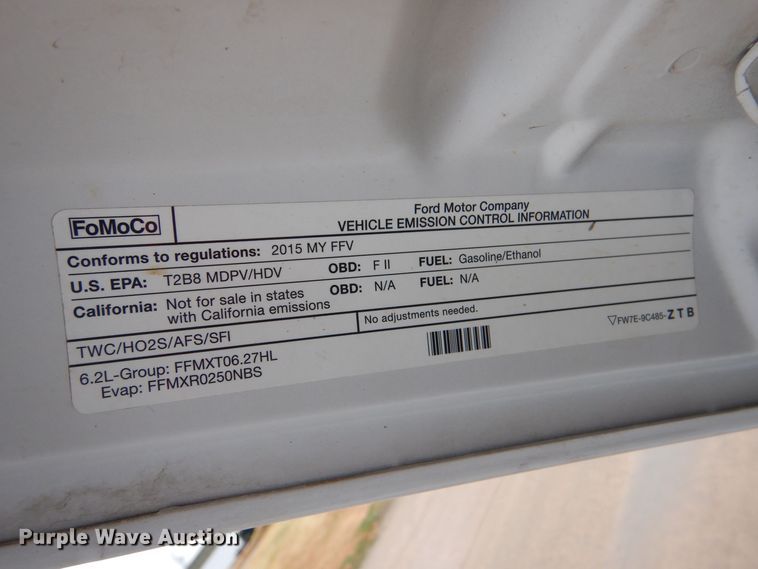 FoMoCo
Ford Motor Company
VEHICLE EMISSION CONTROL INFORMATION
Conforms to regulations: 2015 MY FFV
U.S. EPA: T2B8 MDPV/HDV OBD: F II FUEL: Gasoline/Ethanol
California: Not for sale in states with California emissions OBD: N/A FUEL: N/A
TWC/HO2S/AFS/SFI
No adjustments needed.
▽FW7E-9C485-ZTB
6.2L-Group: FFMXT06.27HL
Evap: FFMXR0250NBS
Purple Wave Auction